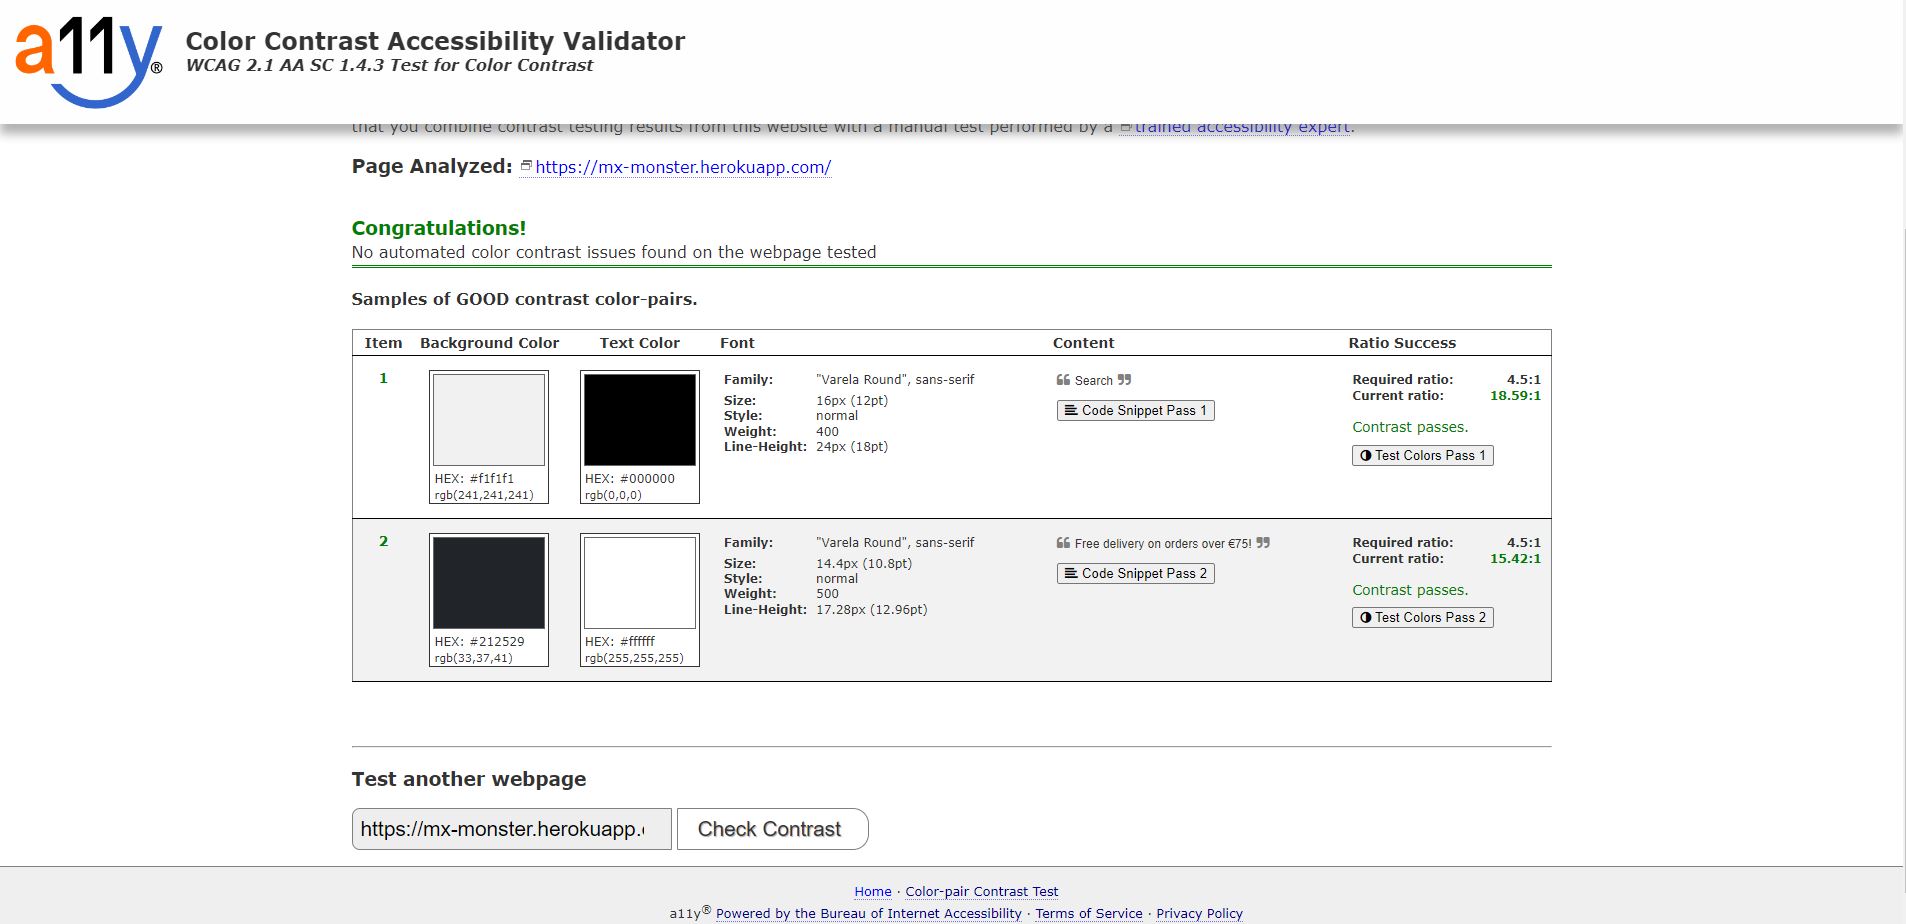 a11y®
Color Contrast Accessibility Validator
WCAG 2.1 AA SC 1.4.3 Test for Color Contrast
that you combine contrast testing results from this website with a manual test performed by a trained accessibility expert.
Page Analyzed: https://mx-monster.herokuapp.com/
Congratulations!
No automated color contrast issues found on the webpage tested
Samples of GOOD contrast color-pairs.
Item Background Color Text Color Font Content Ratio Success
1
HEX: #f1f1f1
rgb(241,241,241)
HEX: #000000
rgb(0,0,0)
Family: "Varela Round", sans-serif
Size: 16px (12pt)
Style: normal
Weight: 400
Line-Height: 24px (18pt)
❝ Search ❞
Code Snippet Pass 1
Required ratio: 4.5:1
Current ratio: 18.59:1
Contrast passes.
Test Colors Pass 1
2
HEX: #212529
rgb(33,37,41)
HEX: #ffffff
rgb(255,255,255)
Family: "Varela Round", sans-serif
Size: 14.4px (10.8pt)
Style: normal
Weight: 500
Line-Height: 17.28px (12.96pt)
❝ Free delivery on orders over €75! ❞
Code Snippet Pass 2
Required ratio: 4.5:1
Current ratio: 15.42:1
Contrast passes.
Test Colors Pass 2
Test another webpage
https://mx-monster.herokuapp.
Check Contrast
Home · Color-pair Contrast Test
a11y® Powered by the Bureau of Internet Accessibility · Terms of Service · Privacy Policy